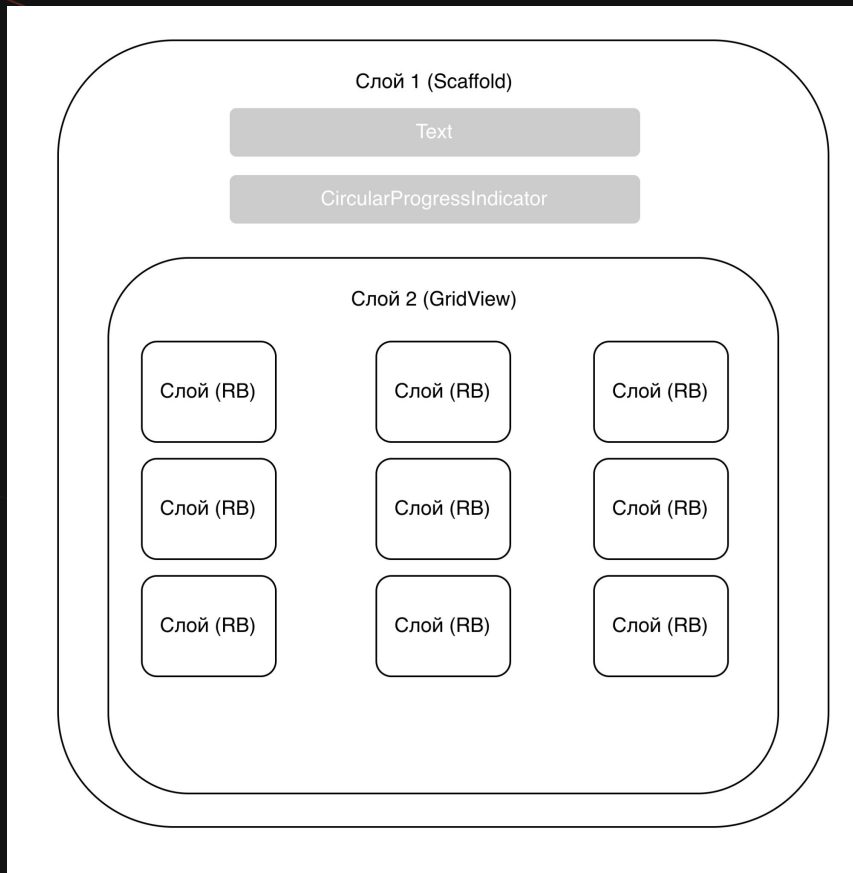 Слой 1 (Scaffold)
Text
CircularProgressIndicator
Слой 2 (GridView)
Слой (RB) Слой (RB) Слой (RB)
Слой (RB) Слой (RB) Слой (RB)
Слой (RB) Слой (RB) Слой (RB)